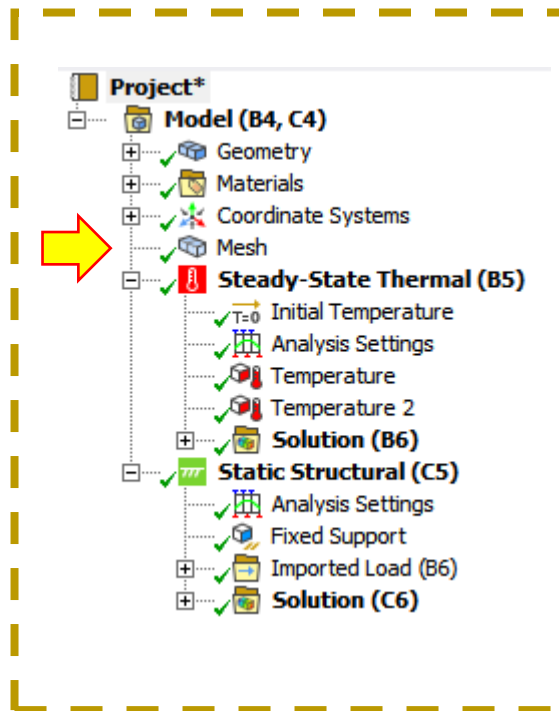 Project*
Model (B4, C4)
Geometry
Materials
Coordinate Systems
Mesh
Steady-State Thermal (B5)
T=0 Initial Temperature
Analysis Settings
Temperature
Temperature 2
Solution (B6)
Static Structural (C5)
Analysis Settings
Fixed Support
Imported Load (B6)
Solution (C6)